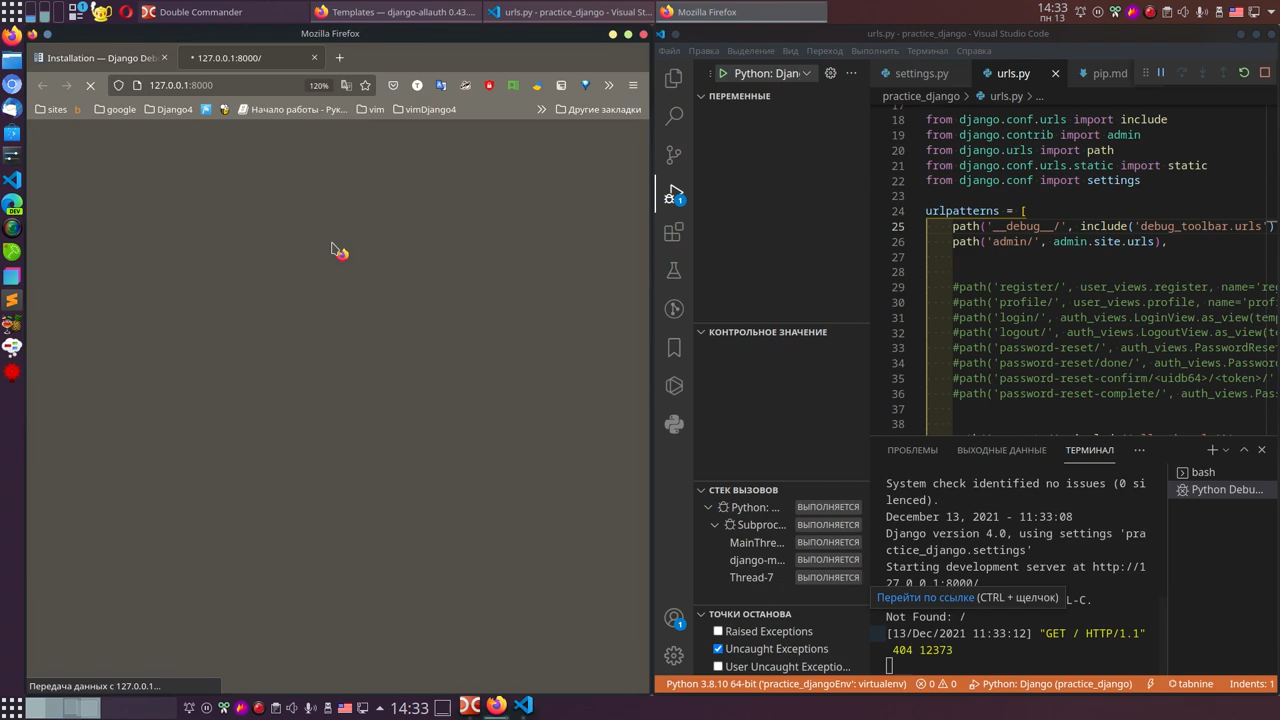 Double Commander
Templates — django-allauth 0.43....
urls.py - practice_django - Visual St...
Mozilla Firefox
14:33
пн 13
Mozilla Firefox
urls.py - practice_django - Visual Studio Code
Файл Правка Выделение Вид Переход Выполнить Терминал Справка
Installation — Django Deb
127.0.0.1:8000/
127.0.0.1:8000
120%
sites
google
Django4
Начало работы - Рук...
vim
vimDjango4
Другие закладки
Python: Djan
settings.py
urls.py
pip.md
ПЕРЕМЕННЫЕ
practice_django > urls.py > ...
18 from django.conf.urls import include
19 from django.contrib import admin
20 from django.urls import path
21 from django.conf.urls.static import static
22 from django.conf import settings
23
24 urlpatterns = [
25 path('__debug__/', include('debug_toolbar.urls')
26 path('admin/', admin.site.urls),
27
28
29 #path('register/', user_views.register, name='reg
30 #path('profile/', user_views.profile, name='prof
31 #path('login/', auth_views.LoginView.as_view(tem
32 #path('logout/', auth_views.LogoutView.as_view(te
33 #path('password-reset/', auth_views.PasswordRese
34 #path('password-reset/done/', auth_views.Passwor
35 #path('password-reset-confirm/<uidb64>/<token>/'
36 #path('password-reset-complete/', auth_views.Pas
37
38
КОНТРОЛЬНОЕ ЗНАЧЕНИЕ
СТЕК ВЫЗОВОВ
Python: ... ВЫПОЛНЯЕТСЯ
Subproc... ВЫПОЛНЯЕТСЯ
MainThre... ВЫПОЛНЯЕТСЯ
django-m... ВЫПОЛНЯЕТСЯ
Thread-7 ВЫПОЛНЯЕТСЯ
ТОЧКИ ОСТАНОВА
Raised Exceptions
Uncaught Exceptions
User Uncaught Exceptio...
ПРОБЛЕМЫ ВЫХОДНЫЕ ДАННЫЕ ТЕРМИНАЛ
bash
Python Debu...
System check identified no issues (0 si
lenced).
December 13, 2021 - 11:33:08
Django version 4.0, using settings 'pra
ctice_django.settings'
Starting development server at http://1
27.0.0.1:8000/
Перейти по ссылке (CTRL + щелчок)
L-C.
Not Found: /
[13/Dec/2021 11:33:12] "GET / HTTP/1.1"
404 12373
DEV
1
1
Передача данных с 127.0.0.1...
Python 3.8.10 64-bit ('practice_djangoEnv': virtualenv)
0
0
Python: Django (practice_django)
tabnine
Indents: 1
14:33